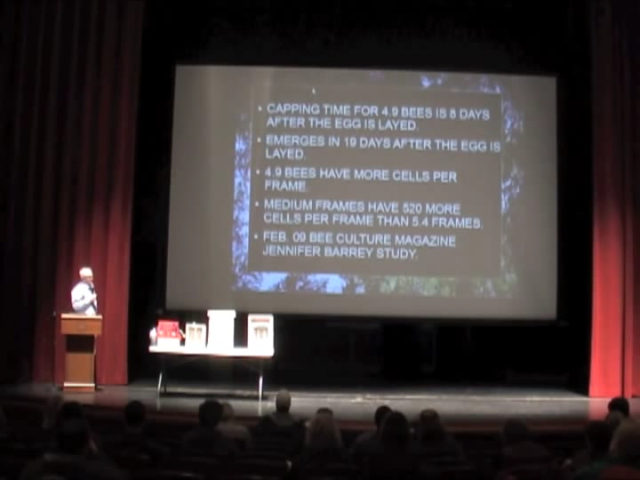 • CAPPING TIME FOR 4.9 BEES IS 8 DAYS
AFTER THE EGG IS LAYED.
• EMERGES IN 19 DAYS AFTER THE EGG IS
LAYED.
• 4.9 BEES HAVE MORE CELLS PER
FRAME.
• MEDIUM FRAMES HAVE 520 MORE
CELLS PER FRAME THAN 5.4 FRAMES.
• FEB. 09 BEE CULTURE MAGAZINE
JENNIFER BARREY STUDY.